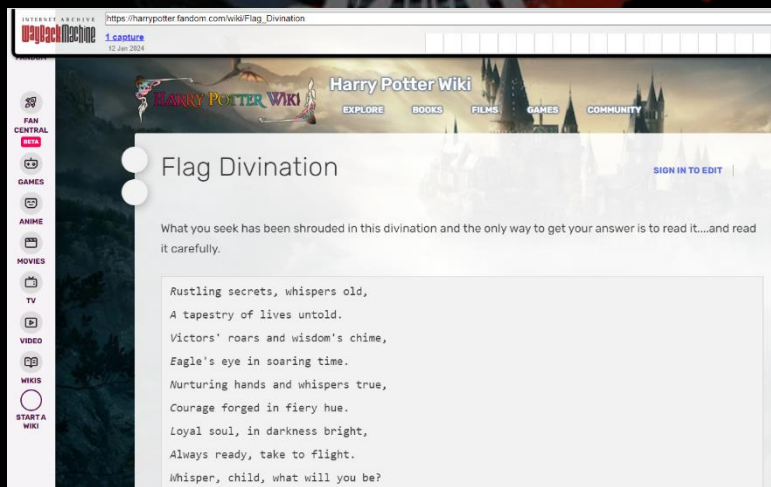 INTERNET ARCHIVE
WayBackMachine
https://harrypotter.fandom.com/wiki/Flag_Divination
1 capture
12 Jan 2024
FANDOM
HARRY POTTER WIKI
Harry Potter Wiki
EXPLORE BOOKS FILMS GAMES COMMUNITY
FAN CENTRAL
BETA
GAMES
ANIME
MOVIES
TV
VIDEO
WIKIS
START A WIKI
Flag Divination
SIGN IN TO EDIT
What you seek has been shrouded in this divination and the only way to get your answer is to read it....and read
it carefully.
Rustling secrets, whispers old,
A tapestry of lives untold.
Victors' roars and wisdom's chime,
Eagle's eye in soaring time.
Nurturing hands and whispers true,
Courage forged in fiery hue.
Loyal soul, in darkness bright,
Always ready, take to flight.
Whisper, child, what will you be?